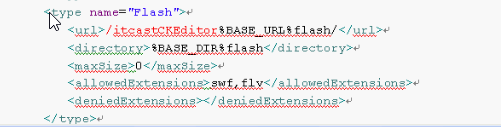 <type name="Flash">
<url>/itcastCKEditor%BASE_URL%flash/</url>
<directory>%BASE_DIR%flash</directory>
<maxSize>0</maxSize>
<allowedExtensions>swf,flv</allowedExtensions>
<deniedExtensions></deniedExtensions>
</type>